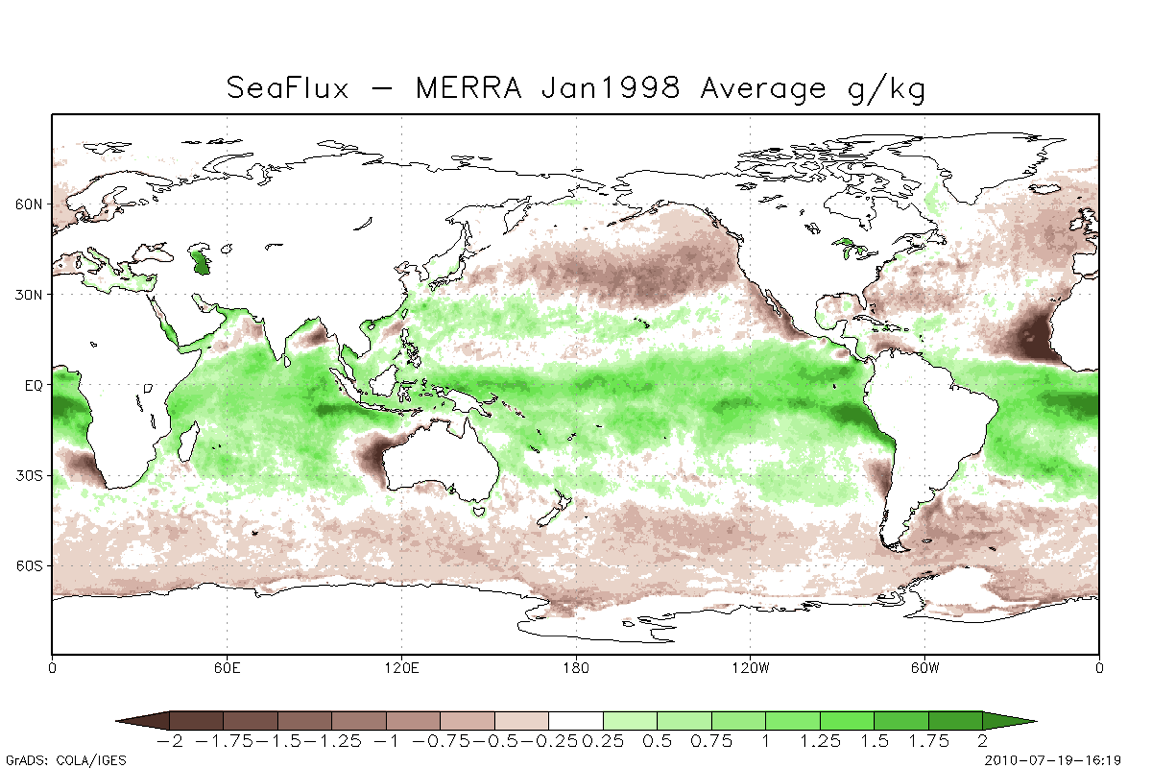 SeaFlux – MERRA Jan1998 Average g/kg
60N
30N
EQ
30S
60S
0 60E 120E 180 120W 60W 0
−2 −1.75 −1.5 −1.25 −1 −0.75 −0.5 −0.25 0.25 0.5 0.75 1 1.25 1.5 1.75 2
GrADS: COLA/IGES 2010-07-19-16:19